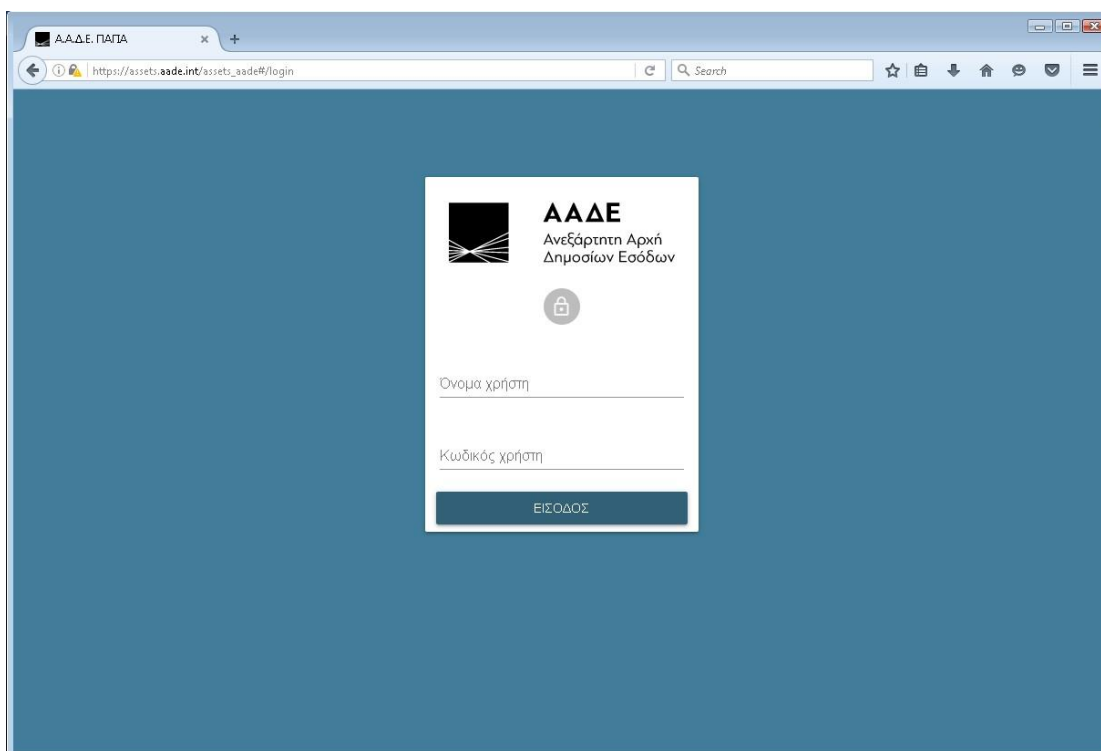 Α.Α.Δ.Ε. ΠΑΠΑ
https://assets.aade.int/assets_aade#/login
Search
ΑΑΔΕ
Ανεξάρτητη Αρχή
Δημοσίων Εσόδων
Όνομα χρήστη
Κωδικός χρήστη
ΕΙΣΟΔΟΣ